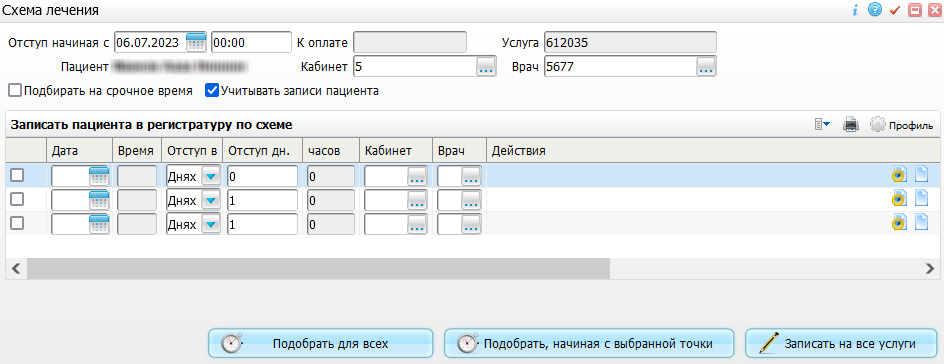 Схема лечения
Отступ начиная с 06.07.2023 00:00 К оплате Услуга 612035
Пациент Кабинет 5 ... Врач 5677 ...
Подбирать на срочное время Учитывать записи пациента
Записать пациента в регистратуру по схеме Профиль
Дата Время Отступ в Отступ дн. часов Кабинет Врач Действия
Днях 0 0 ... ...
Днях 1 0 ... ...
Днях 1 0 ... ...
Подобрать для всех Подобрать, начиная с выбранной точки Записать на все услуги